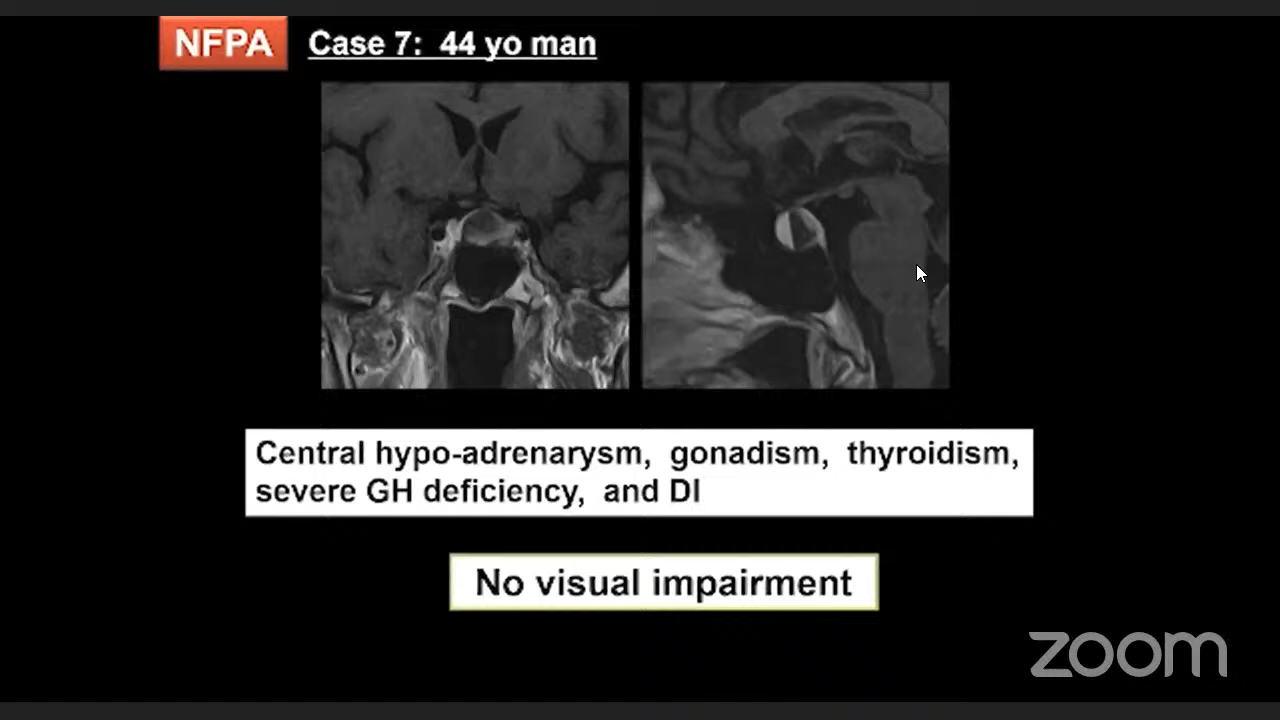 NFPA
Case 7: 44 yo man
Central hypo-adrenarysm, gonadism, thyroidism,
severe GH deficiency, and DI
No visual impairment
zoom